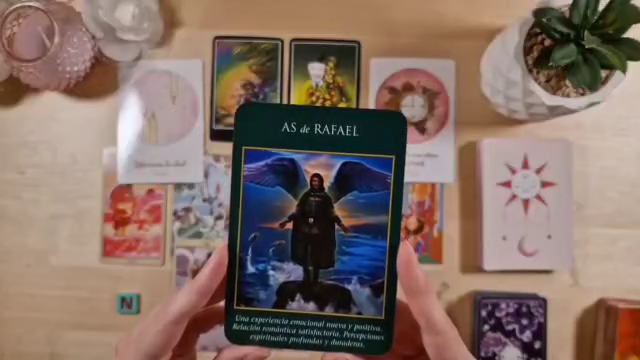 AS de RAFAEL
Una experiencia emocional nueva y positiva.
Relación romántica satisfactoria. Percepciones
espirituales profundas y duraderas.
N